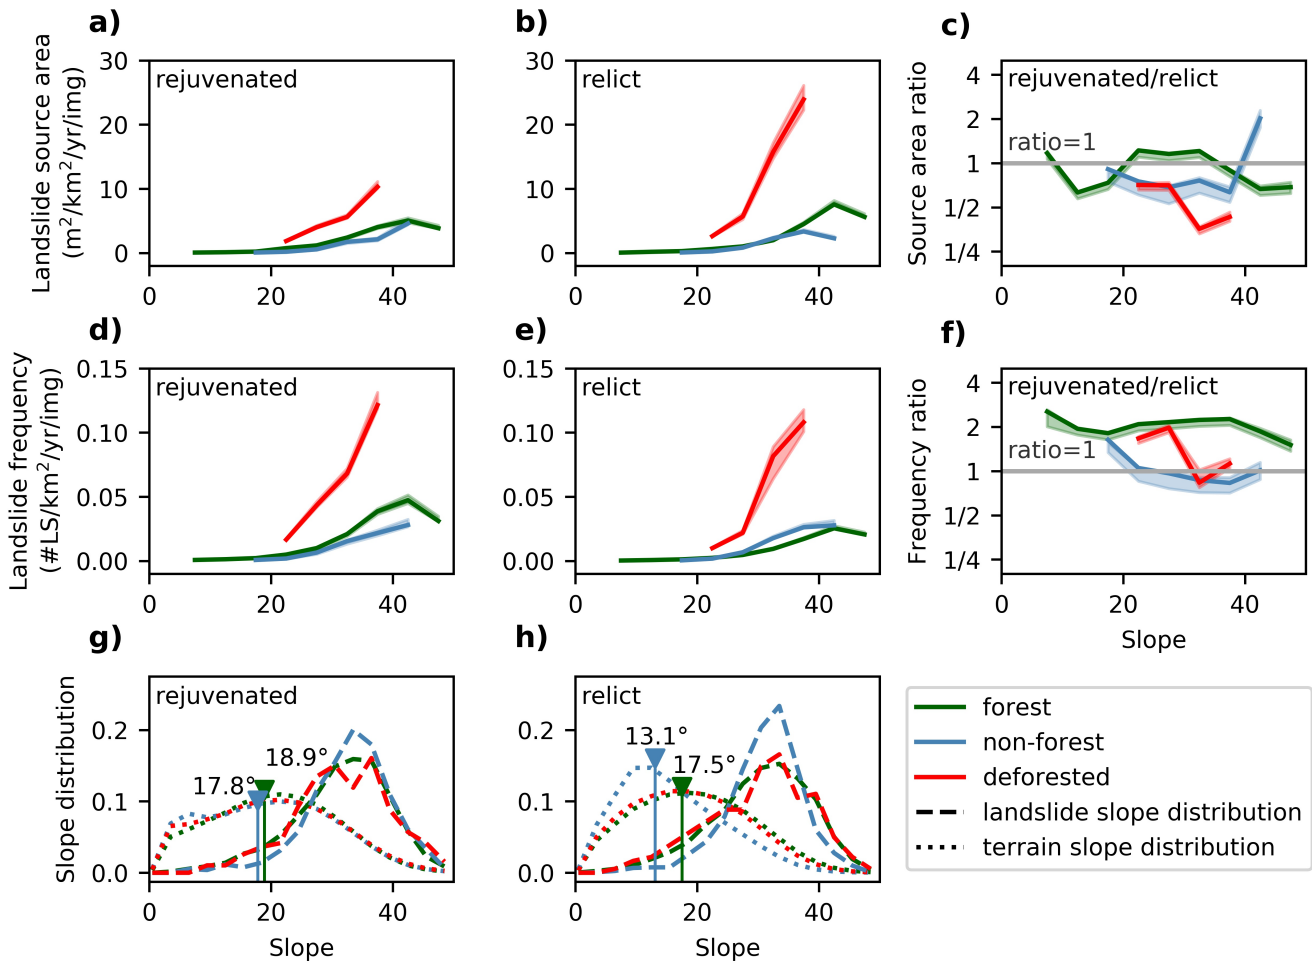 a)
b)
c)
Landslide source area
(m²/km²/yr/img)
30
20
10
0
rejuvenated
0 20 40
30
20
10
0
relict
0 20 40
Source area ratio
4
2
1
1/2
1/4
rejuvenated/relict
ratio=1
0 20 40
d)
e)
f)
Landslide frequency
(#LS/km²/yr/img)
0.15
0.10
0.05
0.00
rejuvenated
0 20 40
0.15
0.10
0.05
0.00
relict
0 20 40
Frequency ratio
4
2
1
1/2
1/4
rejuvenated/relict
ratio=1
0 20 40
Slope
g)
h)
Slope distribution
0.2
0.1
0.0
rejuvenated
18.9°
17.8°
0 20 40
Slope
0.2
0.1
0.0
relict
13.1°
17.5°
0 20 40
Slope
forest
non-forest
deforested
landslide slope distribution
terrain slope distribution